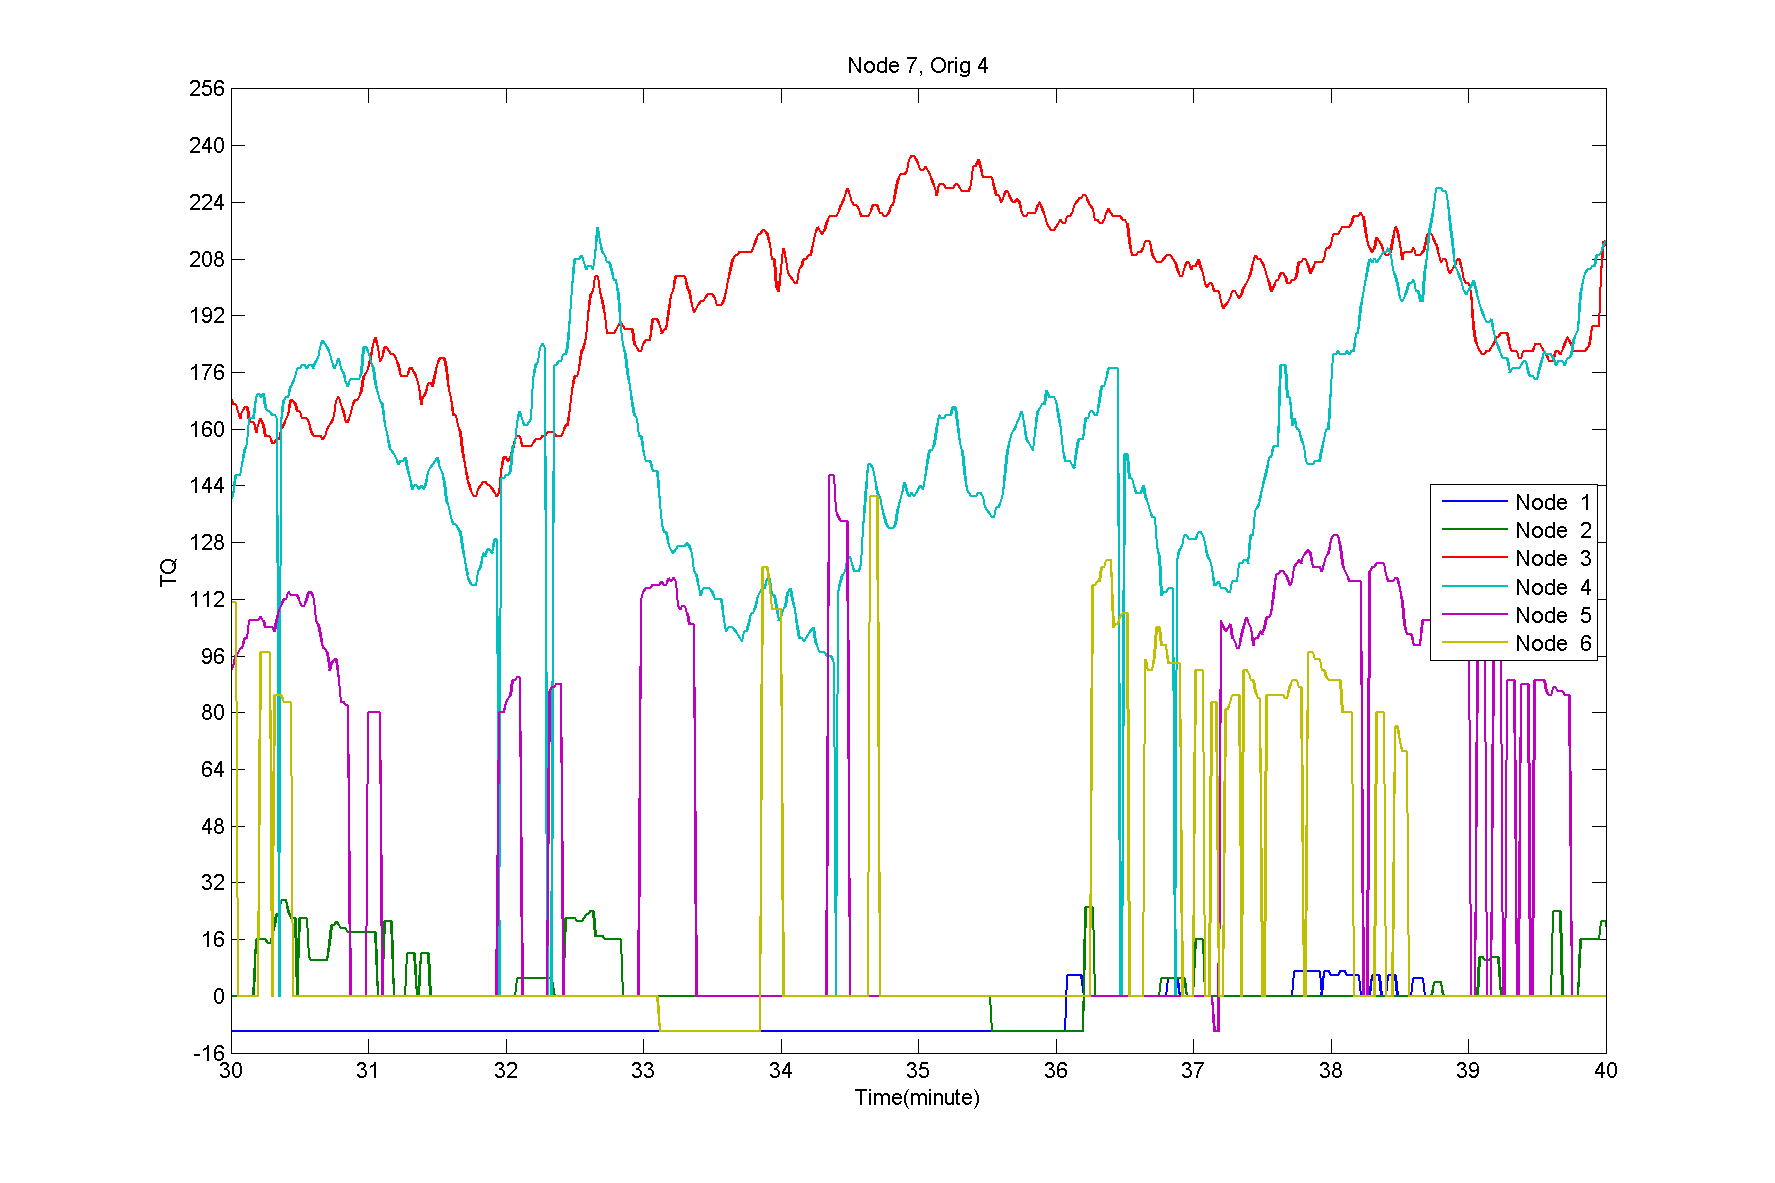 Node 7, Orig 4
256
240
224
208
192
176
160
144
128
112
96
80
64
48
32
16
0
-16
TQ
Node 1
Node 2
Node 3
Node 4
Node 5
Node 6
30 31 32 33 34 35 36 37 38 39 40
Time(minute)